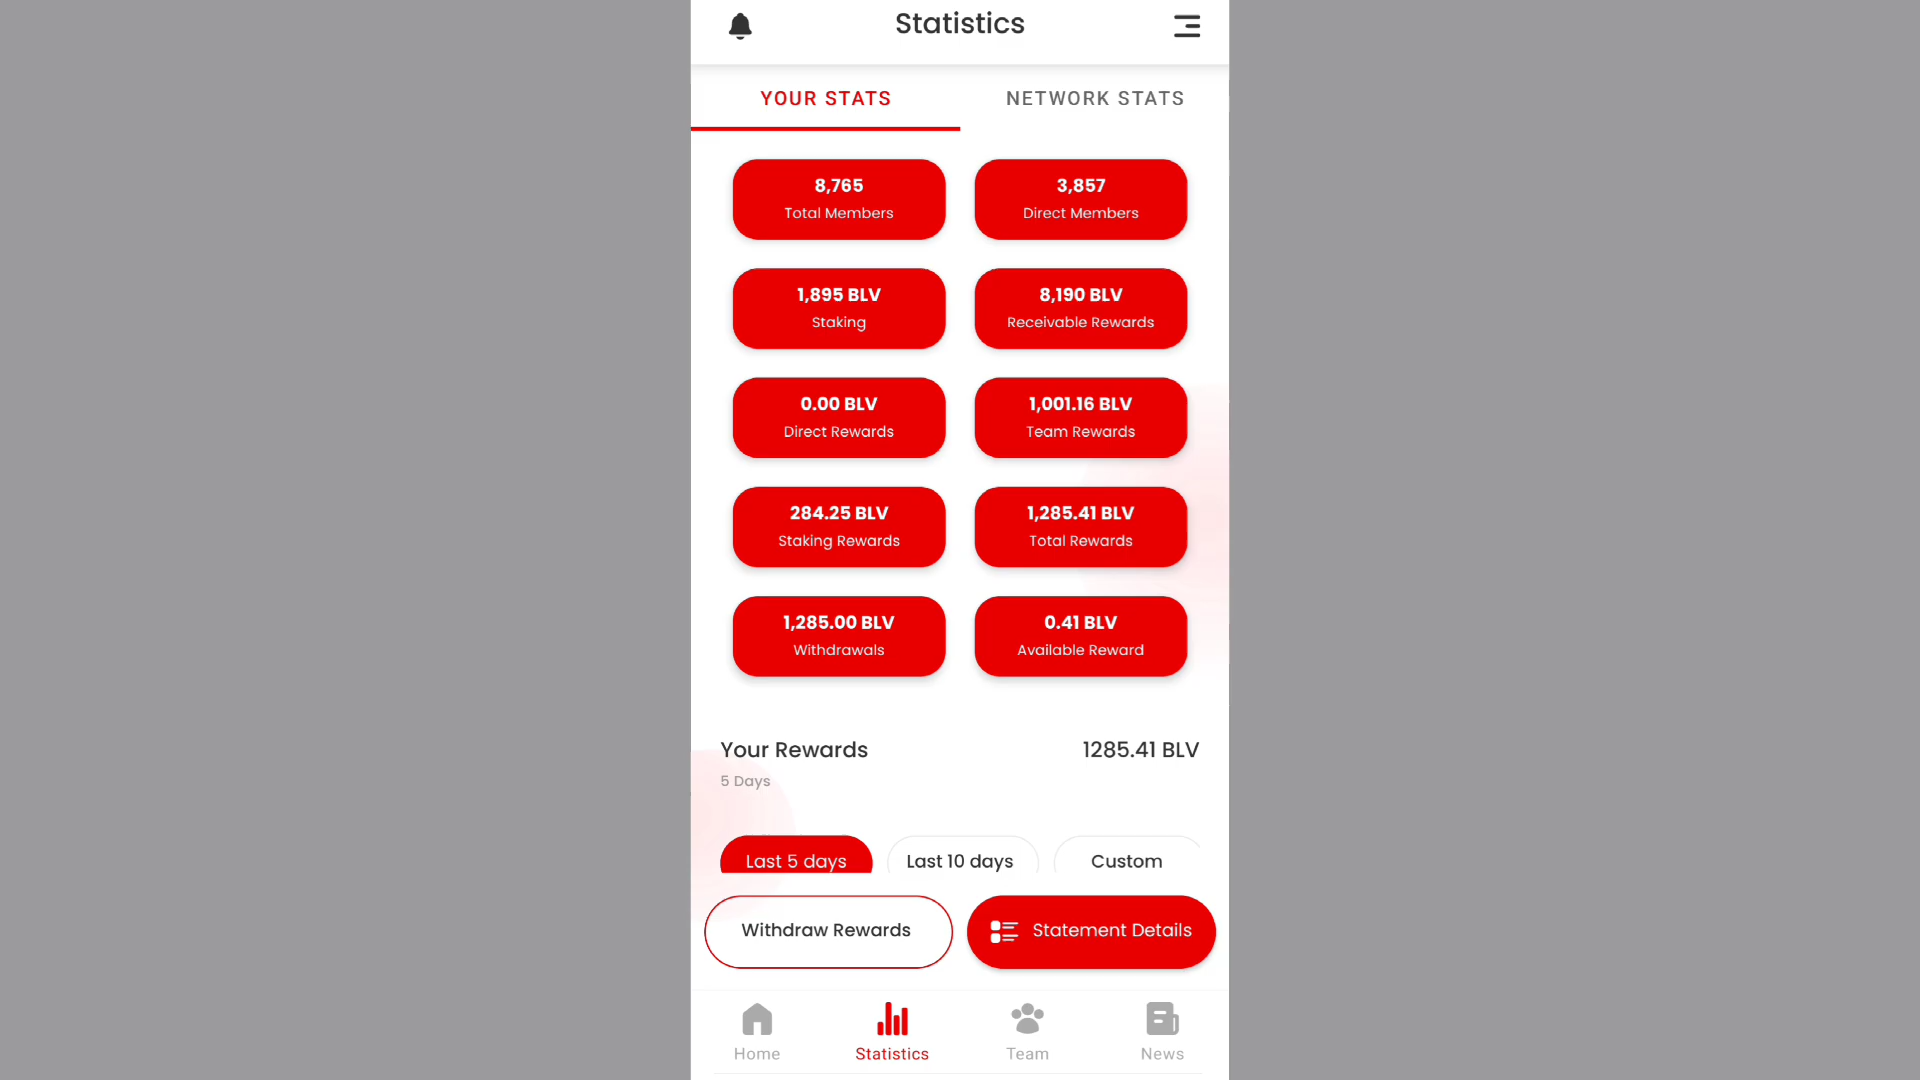 Statistics
YOUR STATS
NETWORK STATS
8,765
Total Members
3,857
Direct Members
1,895 BLV
Staking
8,190 BLV
Receivable Rewards
0.00 BLV
Direct Rewards
1,001.16 BLV
Team Rewards
284.25 BLV
Staking Rewards
1,285.41 BLV
Total Rewards
1,285.00 BLV
Withdrawals
0.41 BLV
Available Reward
Your Rewards
1285.41 BLV
5 Days
Last 5 days
Last 10 days
Custom
Withdraw Rewards
Statement Details
Home
Statistics
Team
News